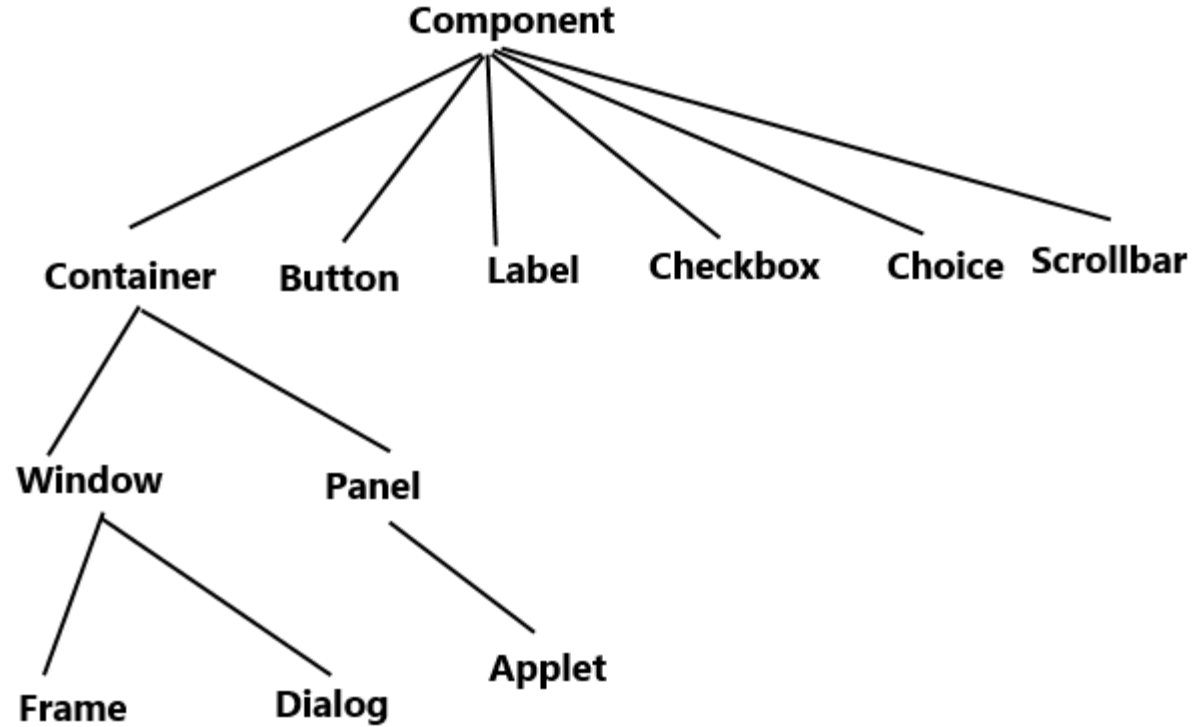 Component
Container
Button
Label
Checkbox
Choice
Scrollbar
Window
Panel
Frame
Dialog
Applet